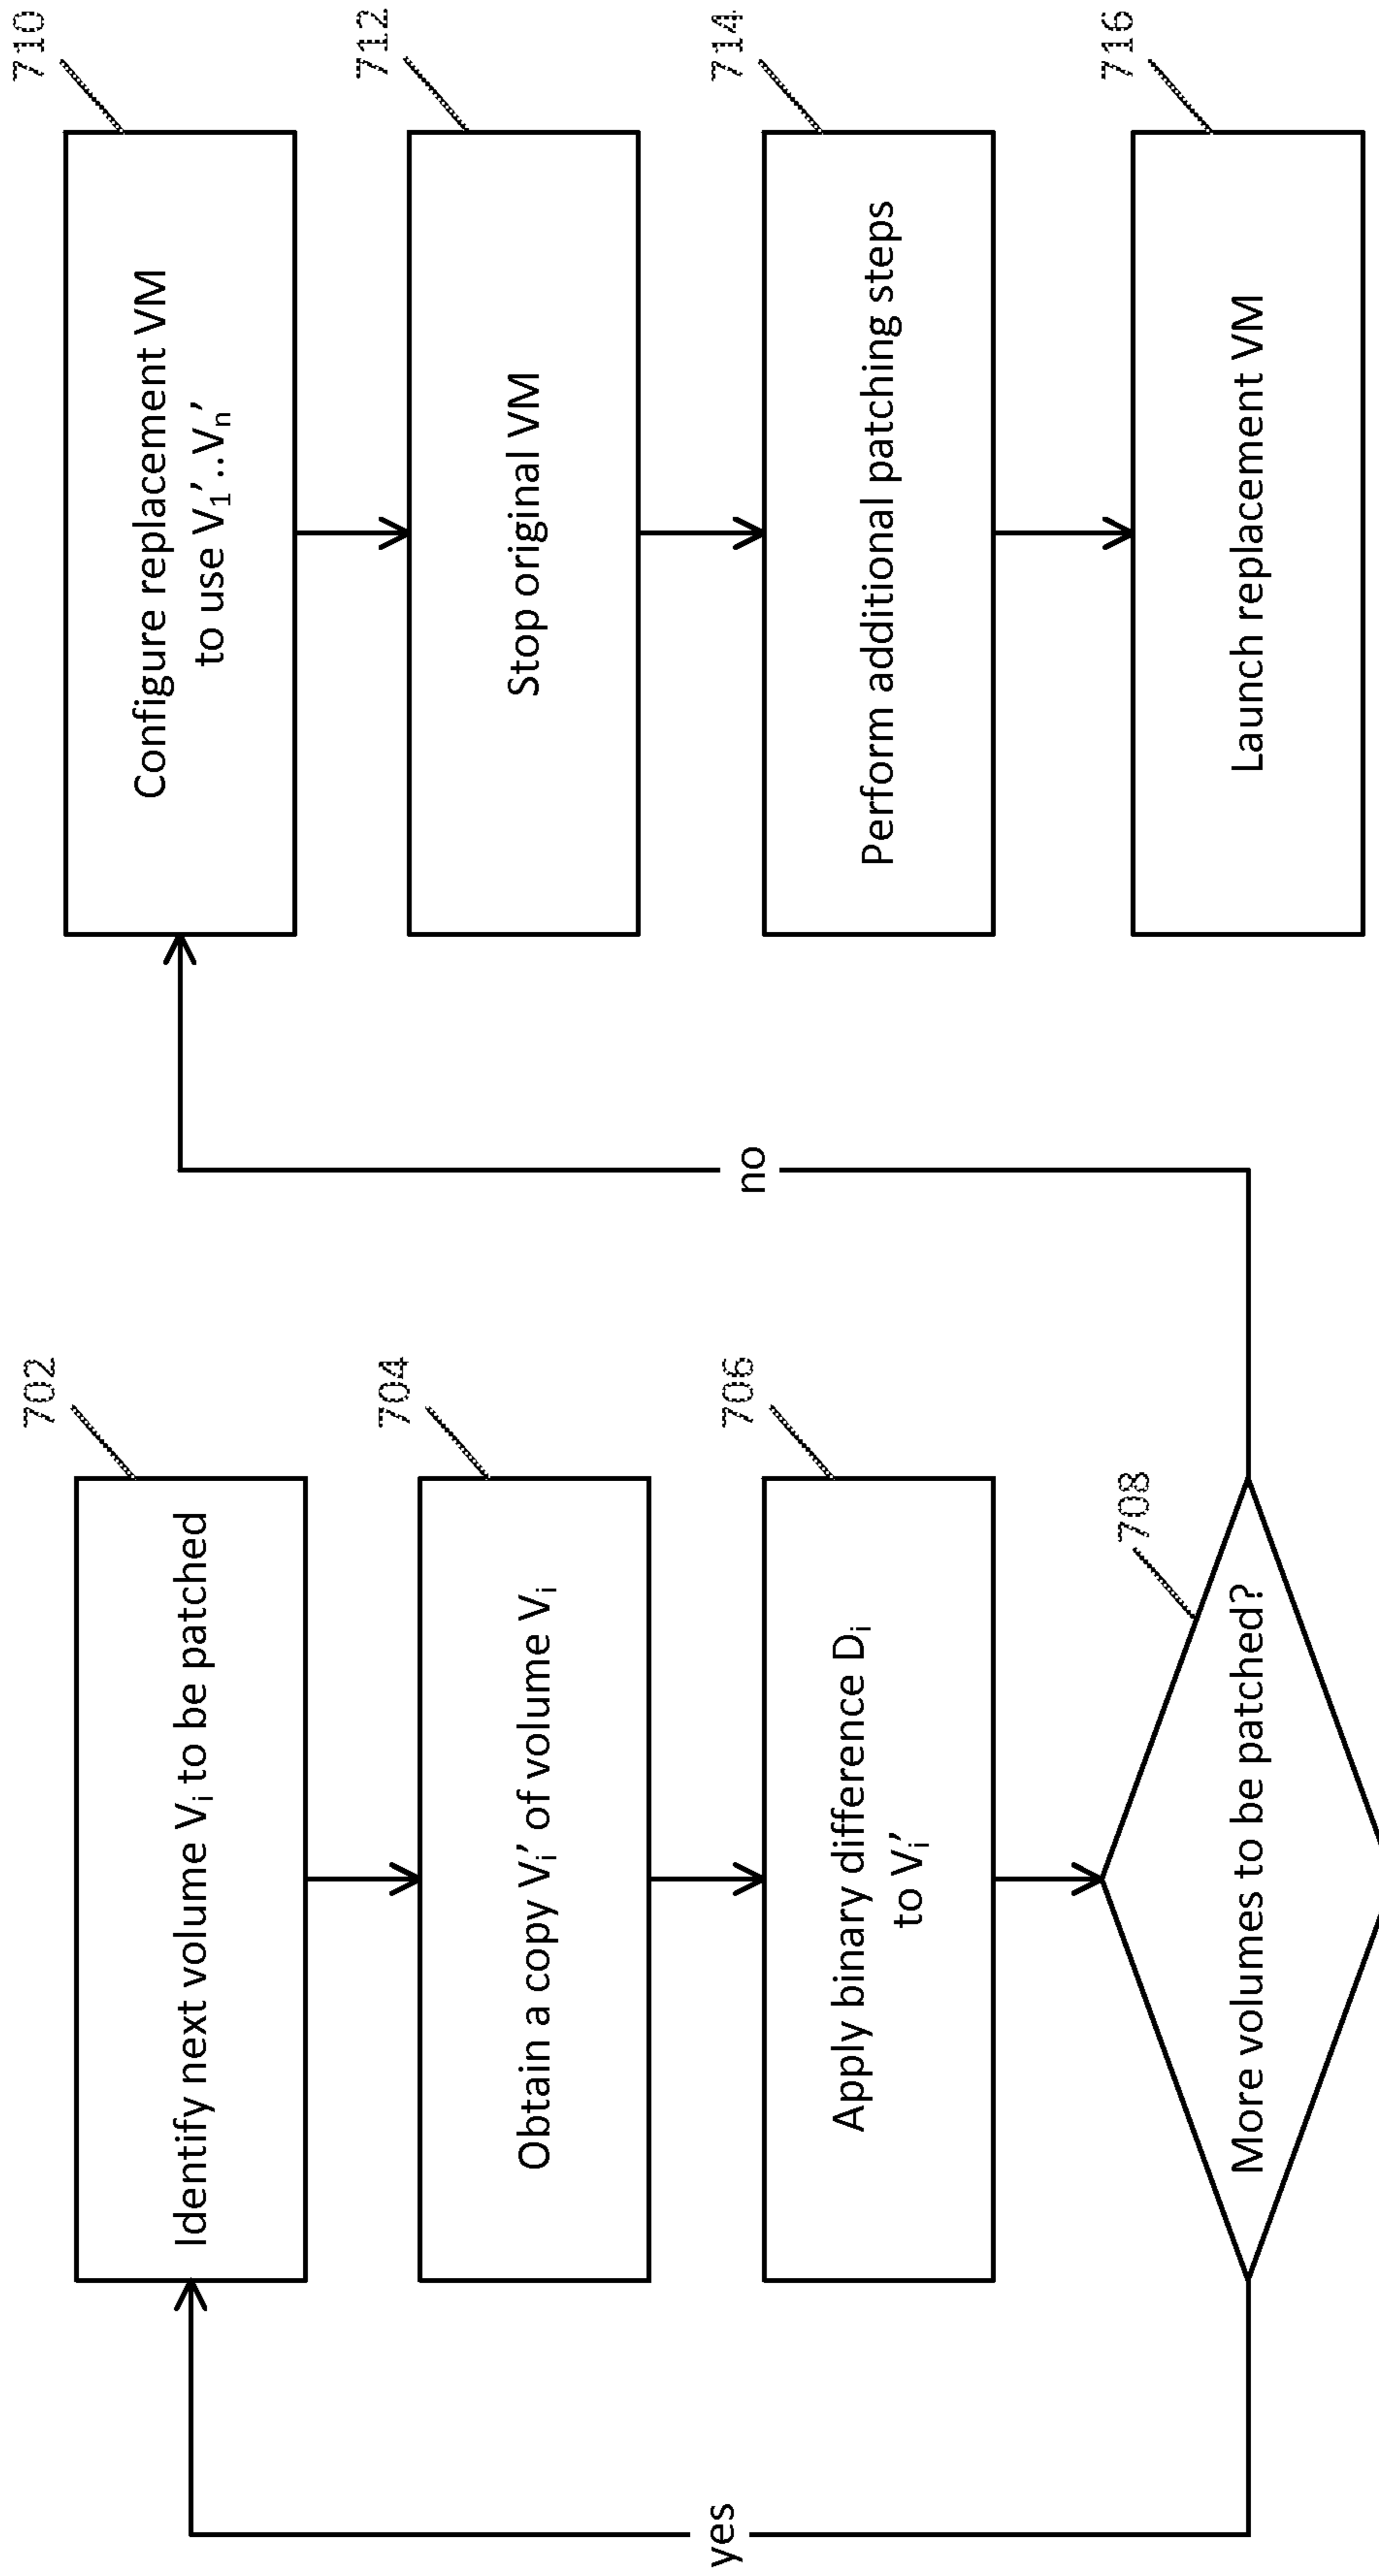 702
Identify next volume Vᵢ to be patched
704
Obtain a copy Vᵢ’ of volume Vᵢ
706
Apply binary difference Dᵢ
to Vᵢ’
708
More volumes to be patched?
yes
no
710
Configure replacement VM
to use V₁’..Vₙ’
712
Stop original VM
714
Perform additional patching steps
716
Launch replacement VM